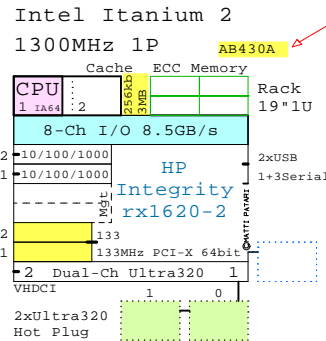 Intel Itanium 2
1300MHz 1P
AB430A
Cache ECC Memory
CPU
1 IA64 2
256kb
3MB
Rack
19"1U
8-Ch I/O 8.5GB/s
2 10/100/1000
1 10/100/1000
HP
Integrity
rx1620-2
2xUSB
1+3Serial
Mgt
©MATTI PATARI
2 133
1 133MHz PCI-X 64bit
2 Dual-Ch Ultra320 1
VHDCI 1 0
2xUltra320
Hot Plug